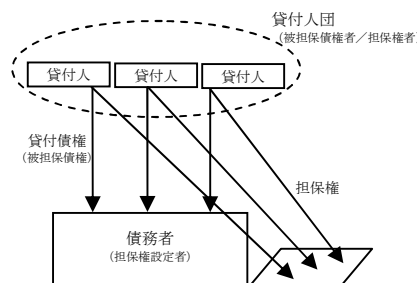 貸付人団
（被担保債権者／担保権者）
貸付人
貸付人
貸付人
貸付債権
（被担保債権）
担保権
債務者
（担保権設定者）